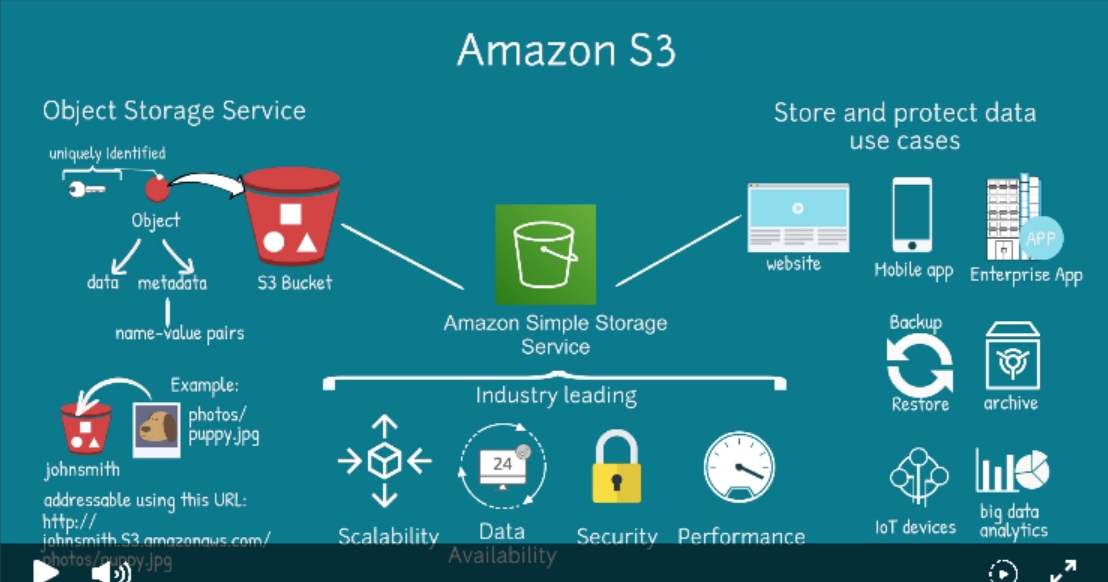 Amazon S3
Object Storage Service
uniquely Identified
Object
data
metadata
name-value pairs
S3 Bucket
Example:
photos/
puppy.jpg
johnsmith
addressable using this URL:
http://
johnsmith.S3.amazonaws.com/
photos/puppy.jpg
Amazon Simple Storage
Service
Industry leading
Scalability
24
Data
Availability
Security
Performance
Store and protect data
use cases
website
Mobile app
APP
Enterprise App
Backup
Restore
archive
IoT devices
big data
analytics